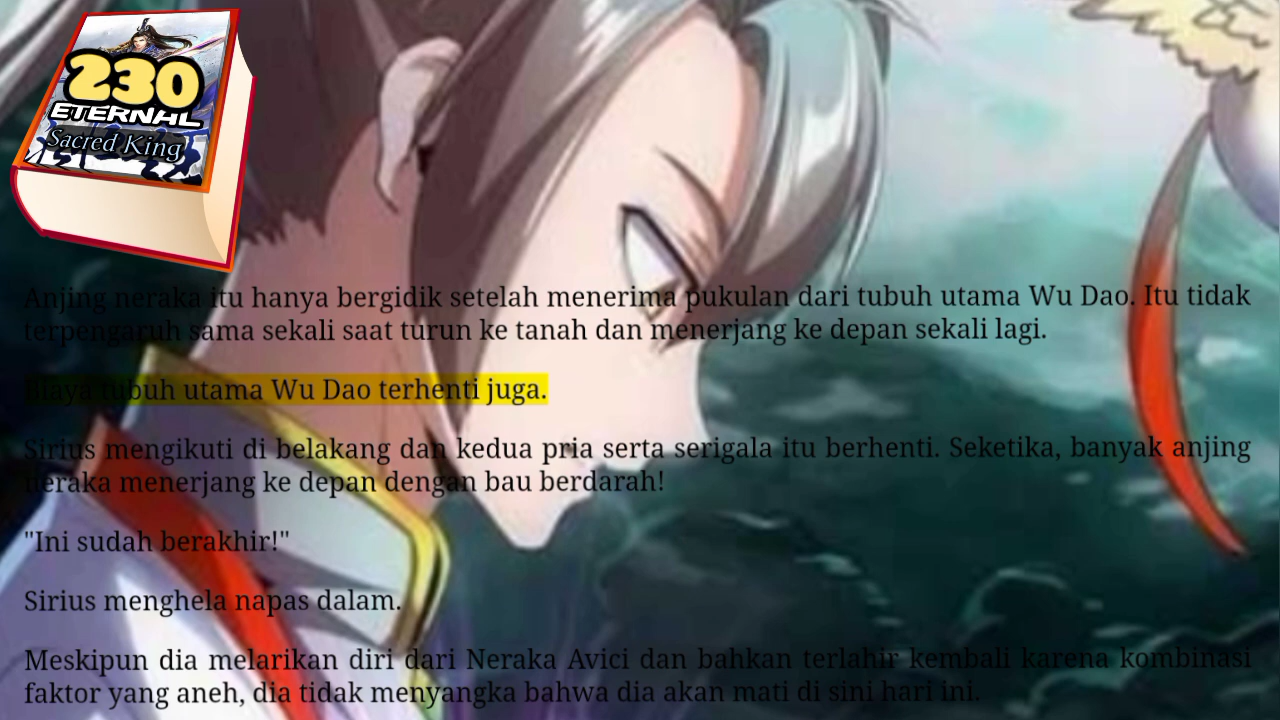 230
ETERNAL
Sacred King
Anjing neraka itu hanya bergidik setelah menerima pukulan dari tubuh utama Wu Dao. Itu tidak
terpengaruh sama sekali saat turun ke tanah dan menerjang ke depan sekali lagi.
Biaya tubuh utama Wu Dao terhenti juga.
Sirius mengikuti di belakang dan kedua pria serta serigala itu berhenti. Seketika, banyak anjing
neraka menerjang ke depan dengan bau berdarah!
"Ini sudah berakhir!"
Sirius menghela napas dalam.
Meskipun dia melarikan diri dari Neraka Avici dan bahkan terlahir kembali karena kombinasi
faktor yang aneh, dia tidak menyangka bahwa dia akan mati di sini hari ini.